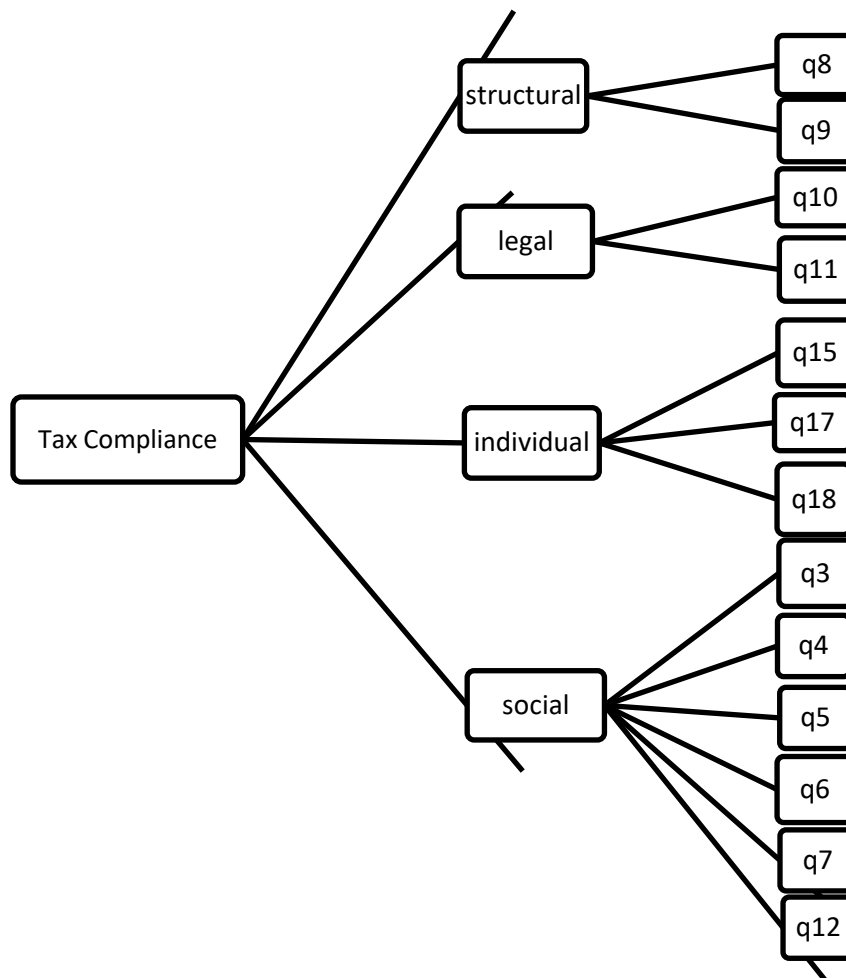 structural
q8
q9
legal
q10
q11
Tax Compliance
individual
q15
q17
q18
social
q3
q4
q5
q6
q7
q12